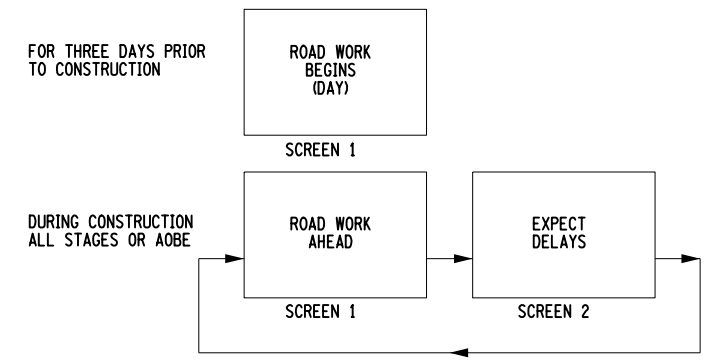 FOR THREE DAYS PRIOR
TO CONSTRUCTION
ROAD WORK
BEGINS
(DAY)
SCREEN 1
DURING CONSTRUCTION
ALL STAGES OR AOBE
ROAD WORK
AHEAD
SCREEN 1
EXPECT
DELAYS
SCREEN 2